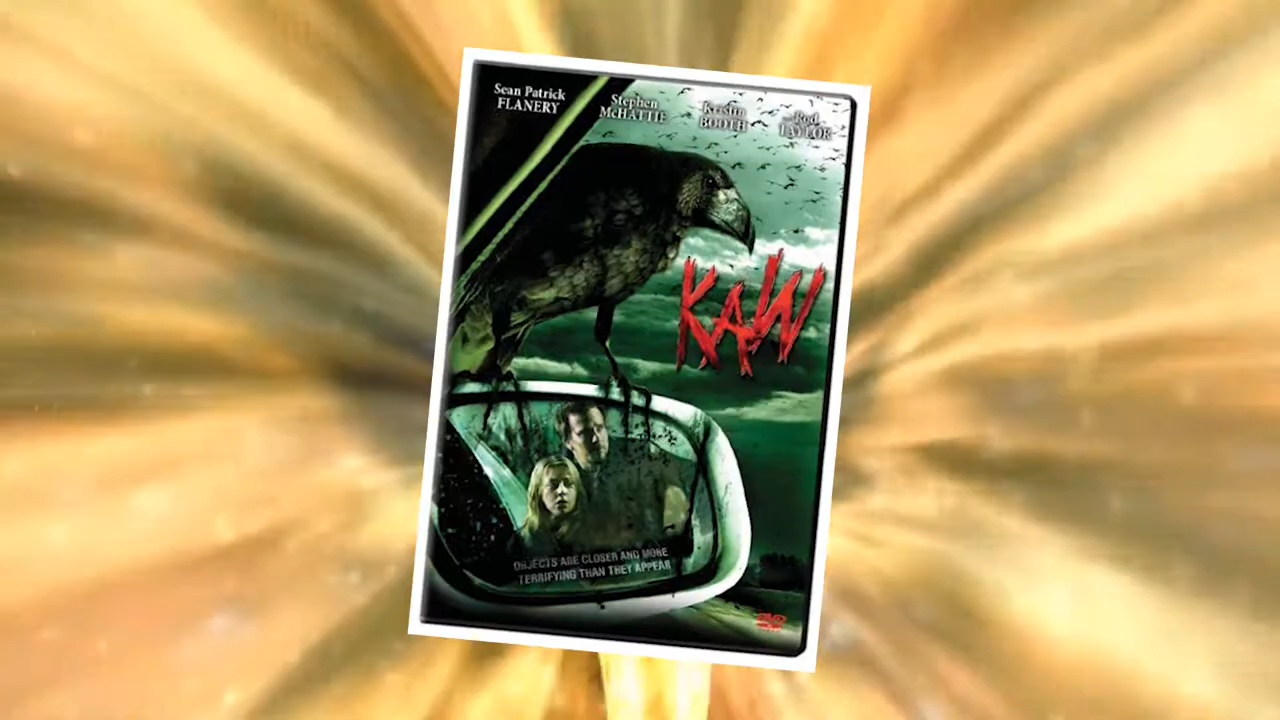 Sean Patrick
FLANERY
Stephen
McHATTIE
Kristin
BOOTH
Rod
TAYLOR
KAW
OBJECTS ARE CLOSER AND MORE
TERRIFYING THAN THEY APPEAR